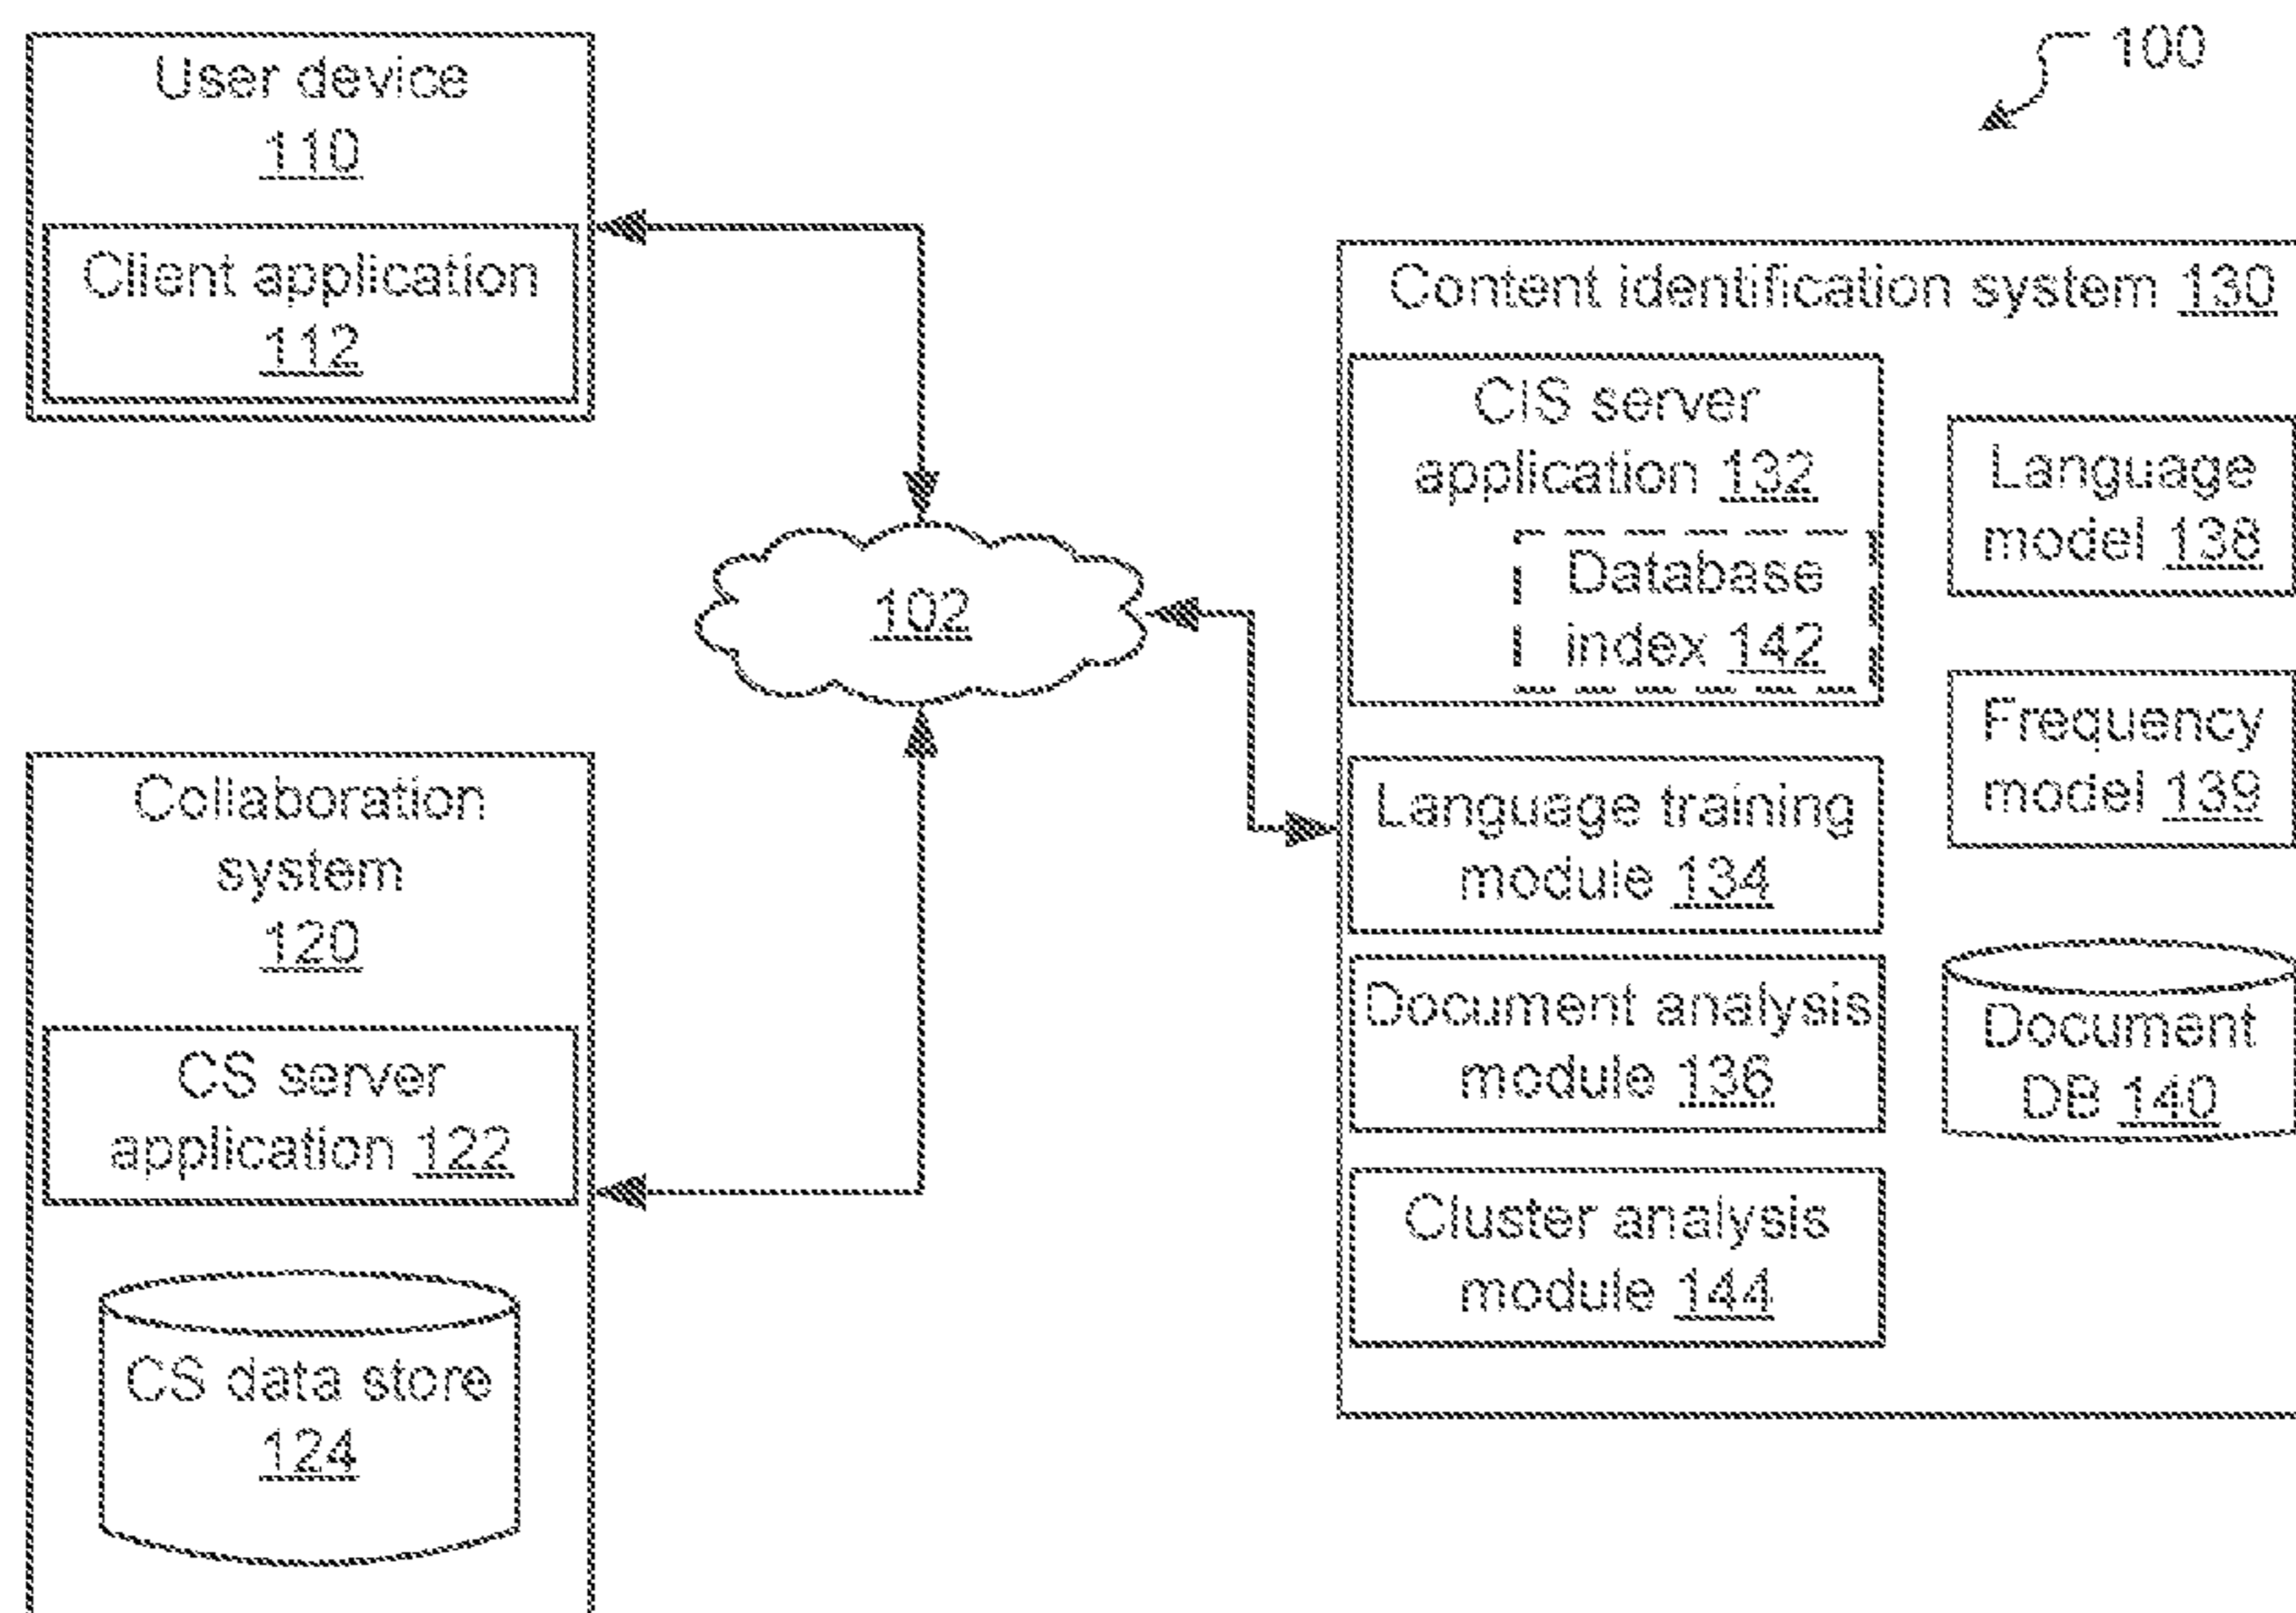 100
User device
110
Client application
112
102
Collaboration
system
120
CS server
application 122
CS data store
124
Content identification system 130
CIS server
application 132
Database
index 142
Language training
module 134
Document analysis
module 136
Cluster analysis
module 144
Language
model 138
Frequency
model 139
Document
DB 140